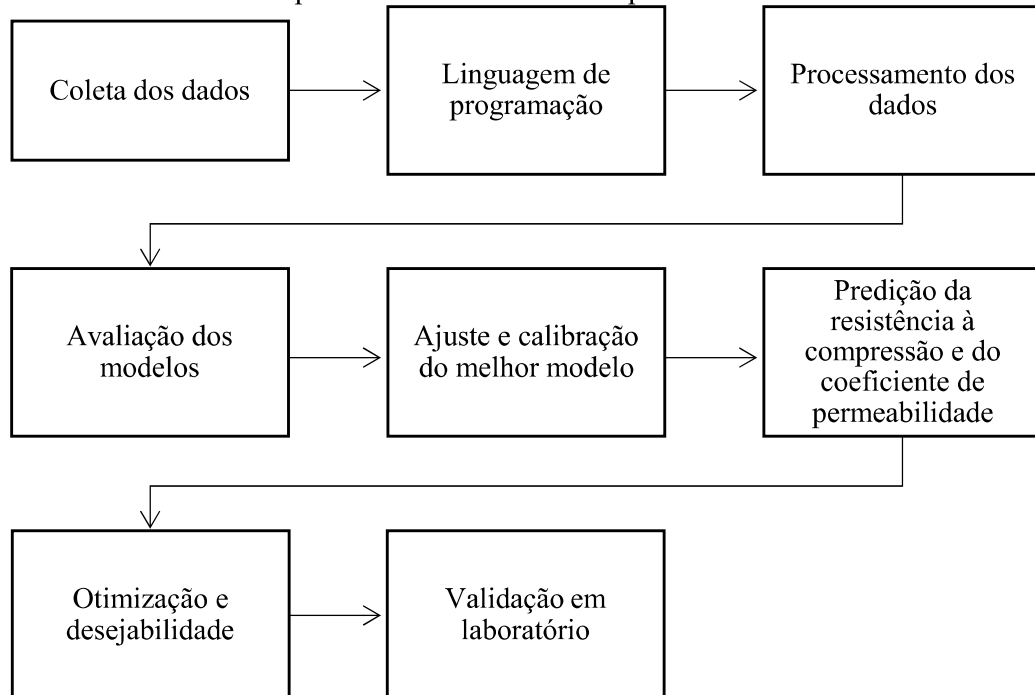 Coleta dos dados
Linguagem de
programação
Processamento dos
dados
Avaliação dos
modelos
Ajuste e calibração
do melhor modelo
Predição da
resistência à
compressão e do
coeficiente de
permeabilidade
Otimização e
desejabilidade
Validação em
laboratório